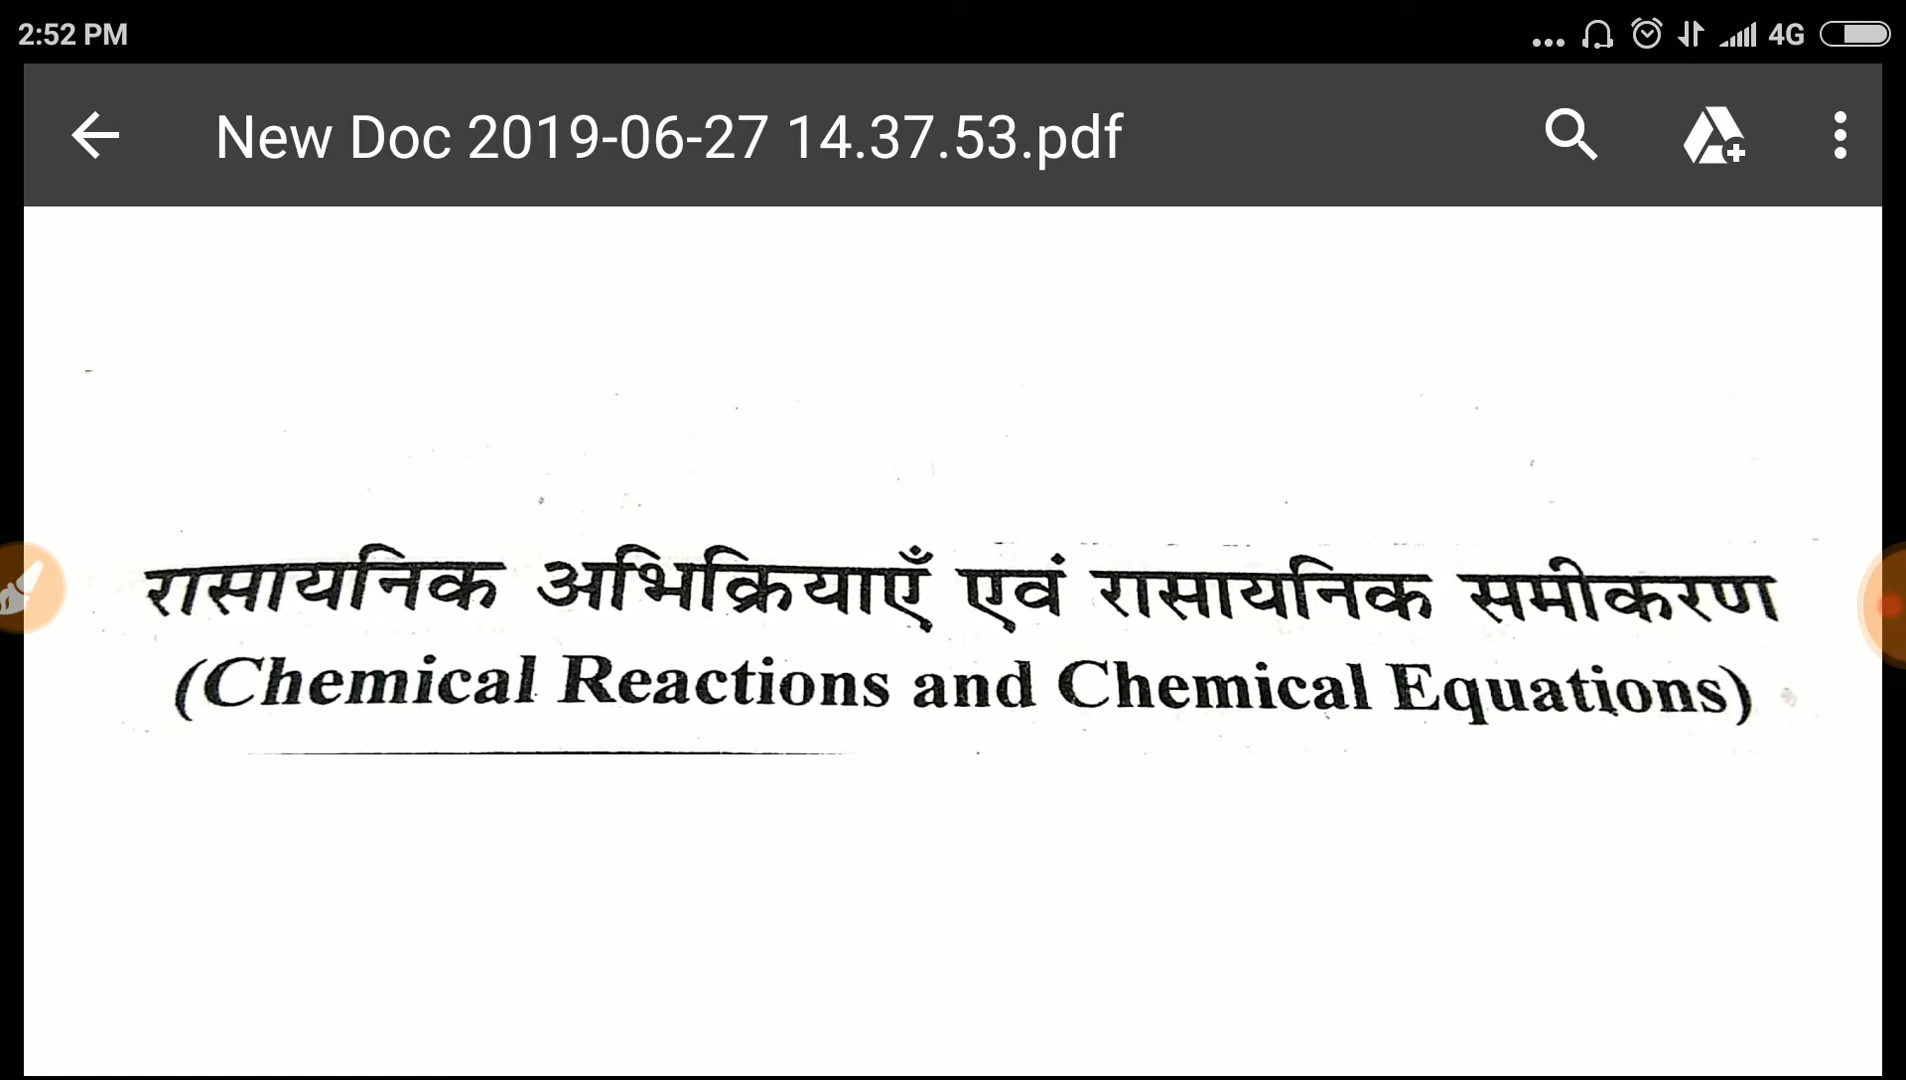 2:52 PM
4G
New Doc 2019-06-27 14.37.53.pdf
रासायनिक अभिक्रियाएँ एवं रासायनिक समीकरण
(Chemical Reactions and Chemical Equations)